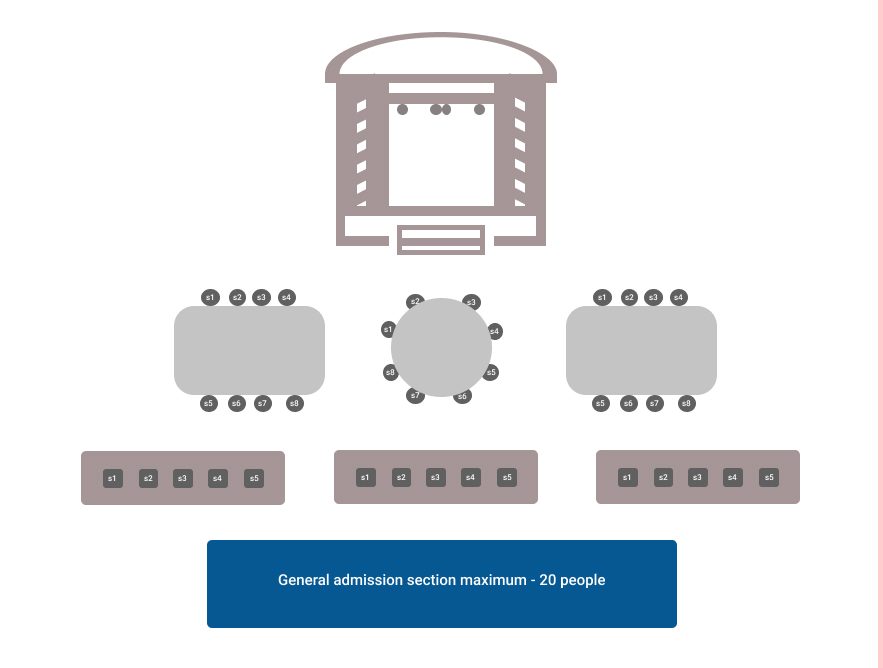 s1 s2 s3 s4
s2 s3
s1 s2 s3 s4
s1 s4
s8 s5
s7 s6
s5 s6 s7 s8
s5 s6 s7 s8
s1 s2 s3 s4 s5
s1 s2 s3 s4 s5
s1 s2 s3 s4 s5
General admission section maximum - 20 people